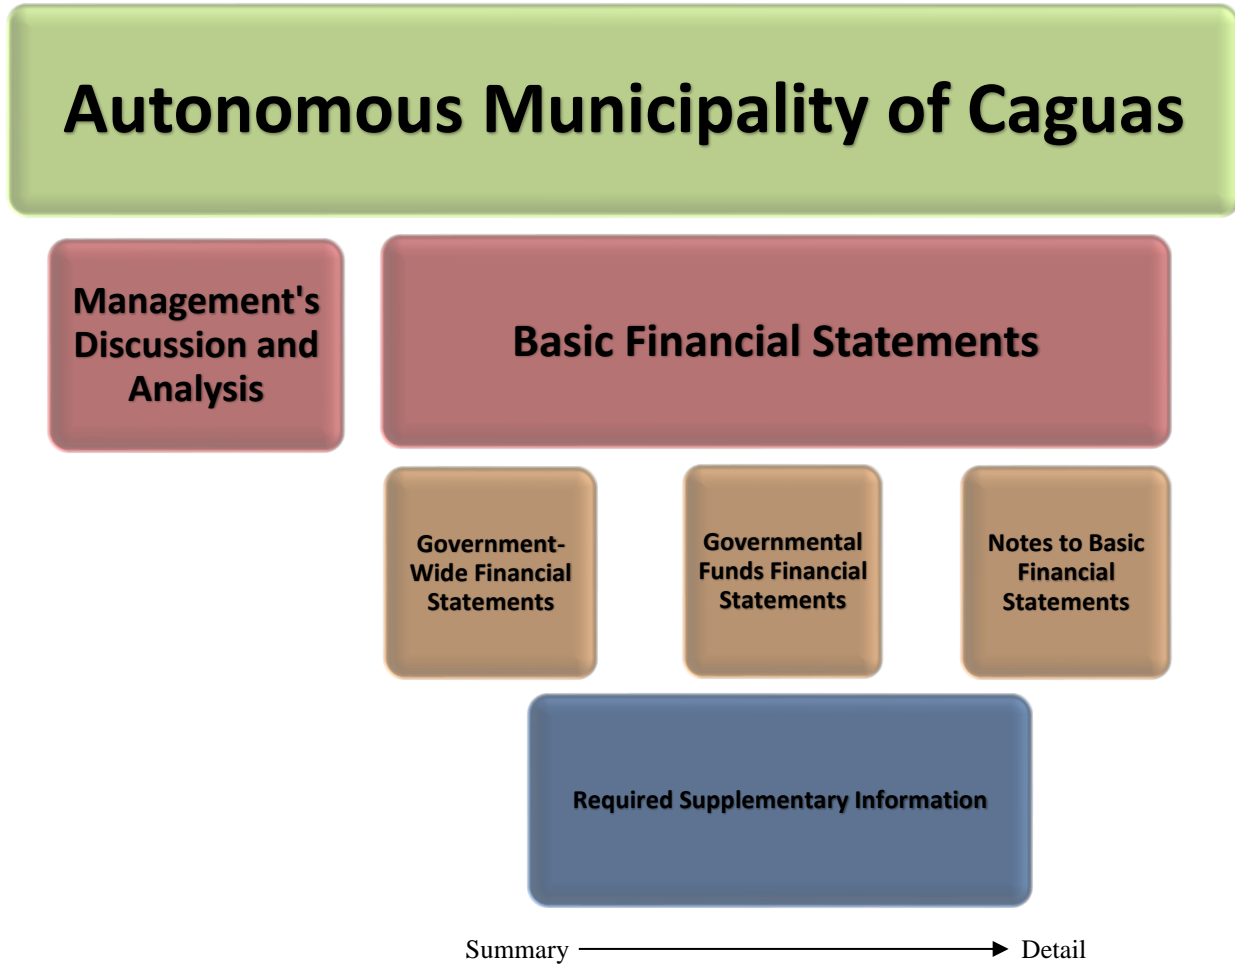 Autonomous Municipality of Caguas
Management's
Discussion and
Analysis
Basic Financial Statements
Government-
Wide Financial
Statements
Governmental
Funds Financial
Statements
Notes to Basic
Financial
Statements
Required Supplementary Information
Summary
Detail